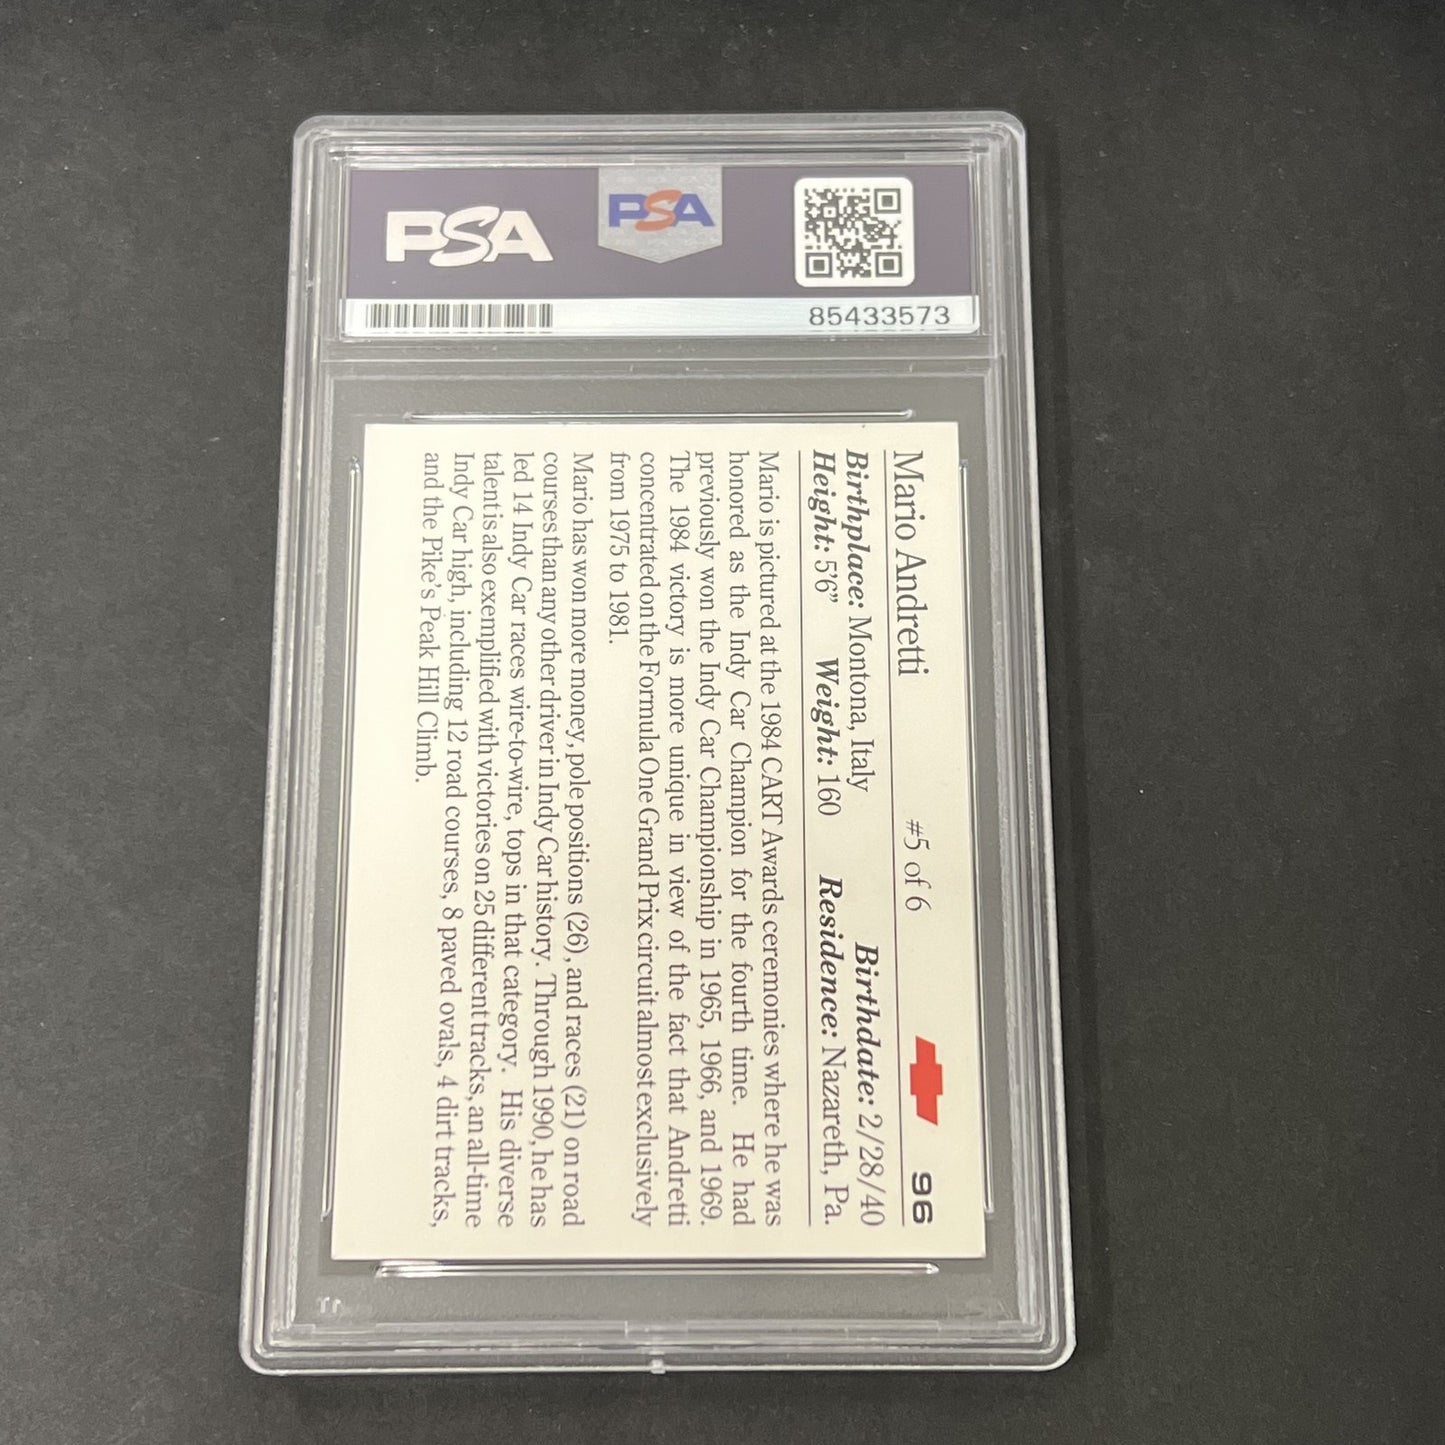 PSA
PSA
85433573
Mario Andretti #5 of 6 96
Birthplace: Montona, Italy Birthdate: 2/28/40
Height: 5'6” Weight: 160 Residence: Nazareth, Pa.
Mario is pictured at the 1984 CART Awards ceremonies where he was
honored as the Indy Car Champion for the fourth time. He had
previously won the Indy Car Championship in 1965, 1966, and 1969.
The 1984 victory is more unique in view of the fact that Andretti
concentrated on the Formula One Grand Prix circuit almost exclusively
from 1975 to 1981.
Mario has won more money, pole positions (26), and races (21) on road
courses than any other driver in Indy Car history. Through 1990, he has
led 14 Indy Car races wire-to-wire, tops in that category. His diverse
talent is also exemplified with victories on 25 different tracks, an all-time
Indy Car high, including 12 road courses, 8 paved ovals, 4 dirt tracks,
and the Pike's Peak Hill Climb.